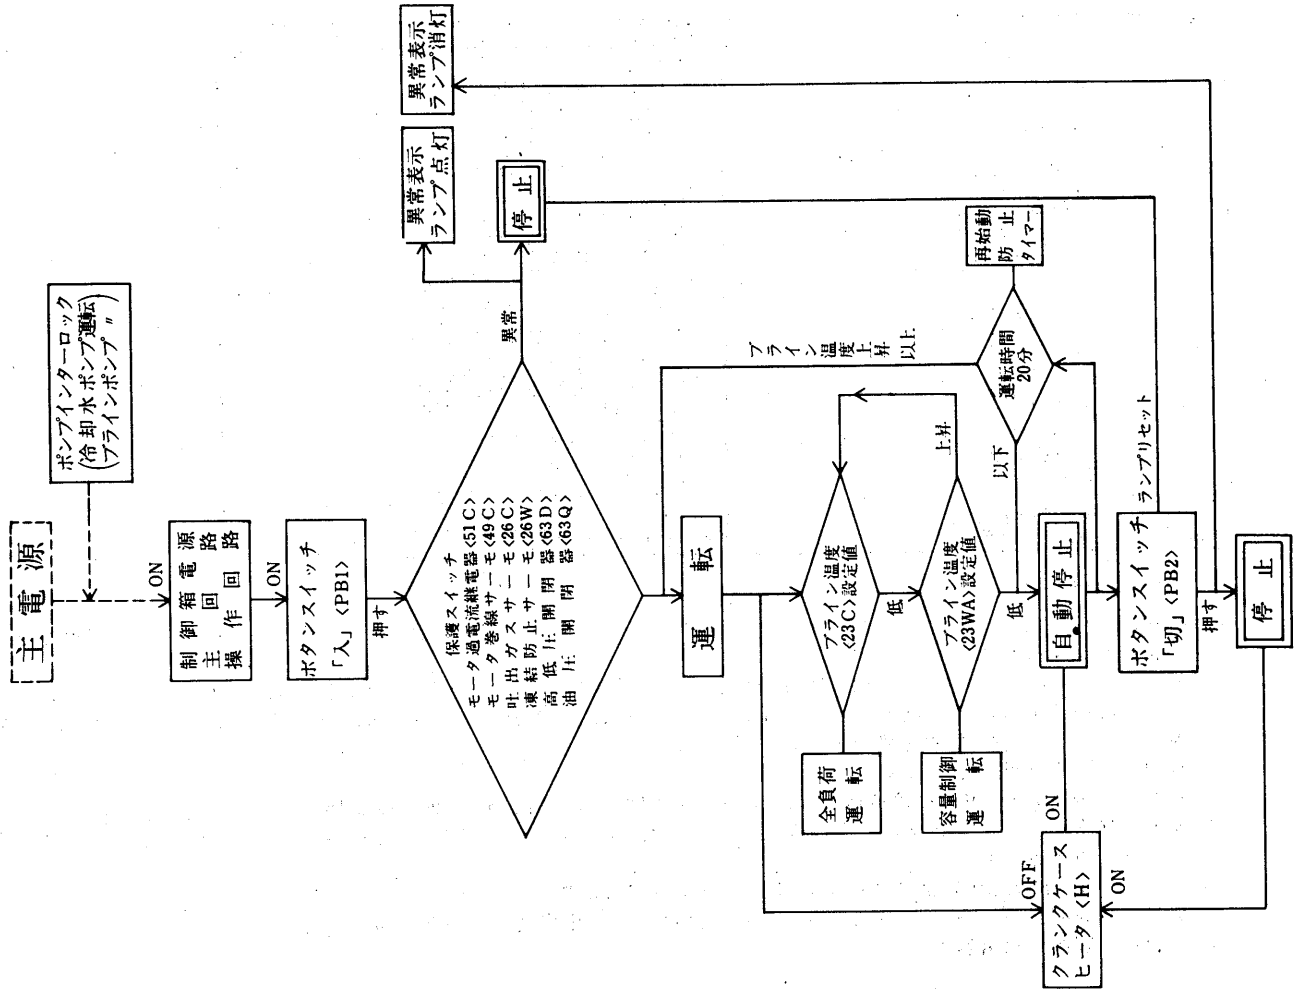 主電源
ポンプインターロック
(冷却水ポンプ運転)
(ブラインポンプ 〃)
ON
制御箱電源
主回路
操作回路
ON
ボタンスイッチ
「入」<PB1>
押す
保護スイッチ
モータ過電流継電器<51C>
モータ巻線サーモ<49C>
吐出ガスサーモ<26C>
凍結防止サーモ<26W>
高低圧開閉器<63D>
油圧開閉器<63Q>
異常
異常表示
ランプ点灯
異常表示
ランプ消灯
停止
運転
ブライン温度
上昇
以上
ブライン温度
<23C>設定値
全負荷
運転
低
上昇
ブライン温度
<23WA>設定値
容量制御
運転
低
以下
運転時間
20分
再始動
防止
タイマー
自動停止
ON
OFF
クランクケース
ヒータ<H>
ON
ボタンスイッチ
「切」<PB2>
ランプリセット
押す
停止